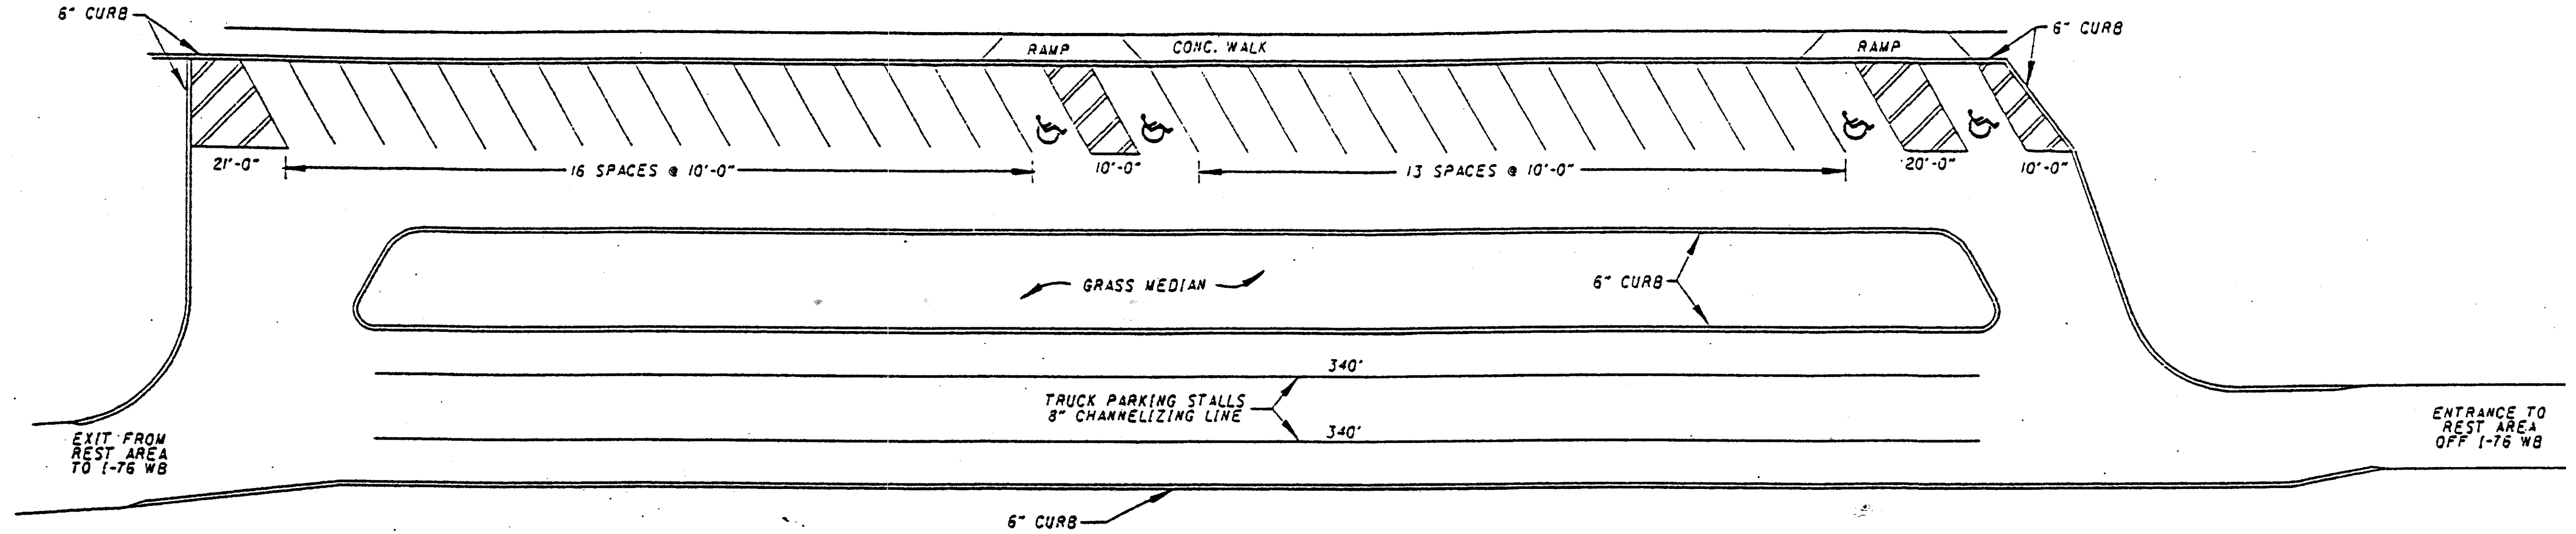 6" CURB
6" CURB
RAMP
CONC. WALK
RAMP
21'-0"
16 SPACES @ 10'-0"
10'-0"
13 SPACES @ 10'-0"
20'-0"
10'-0"
GRASS MEDIAN
6" CURB
340'
TRUCK PARKING STALLS
8" CHANNELIZING LINE
340'
EXIT FROM
REST AREA
TO I-76 WB
ENTRANCE TO
REST AREA
OFF I-76 WB
6" CURB